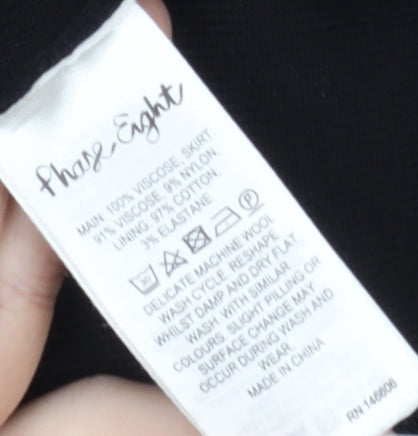 Phase Eight
MAIN: 100% VISCOSE. SKIRT
91% VISCOSE. 9% NYLON.
LINING: 97% COTTON.
3% ELASTANE
30 P
DELICATE MACHINE WOOL
WASH CYCLE. RESHAPE
WHILST DAMP AND DRY FLAT
WASH WITH SIMILAR
COLOURS. SLIGHT PILLING OR
SURFACE CHANGE MAY
OCCUR DURING WASH AND
WEAR
MADE IN CHINA
RN 146606